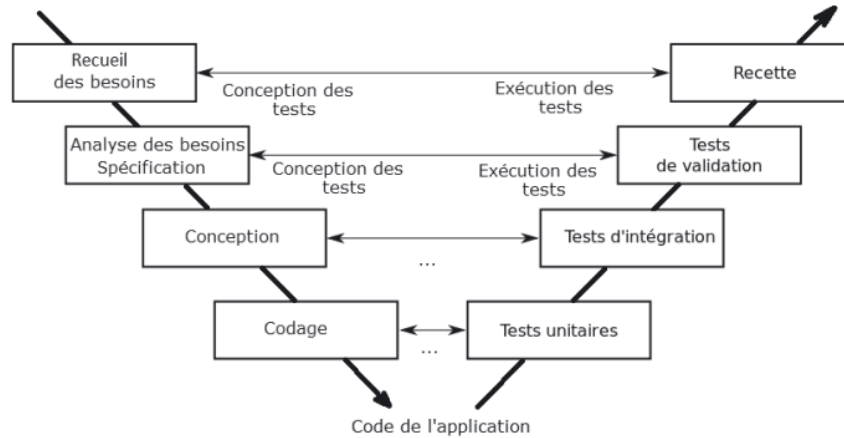 Recueil
des besoins
Recette
Conception des
tests
Exécution des
tests
Analyse des besoins
Spécification
Tests
de validation
Conception des
tests
Exécution des
tests
Conception
Tests d'intégration
...
Codage
Tests unitaires
...
Code de l'application